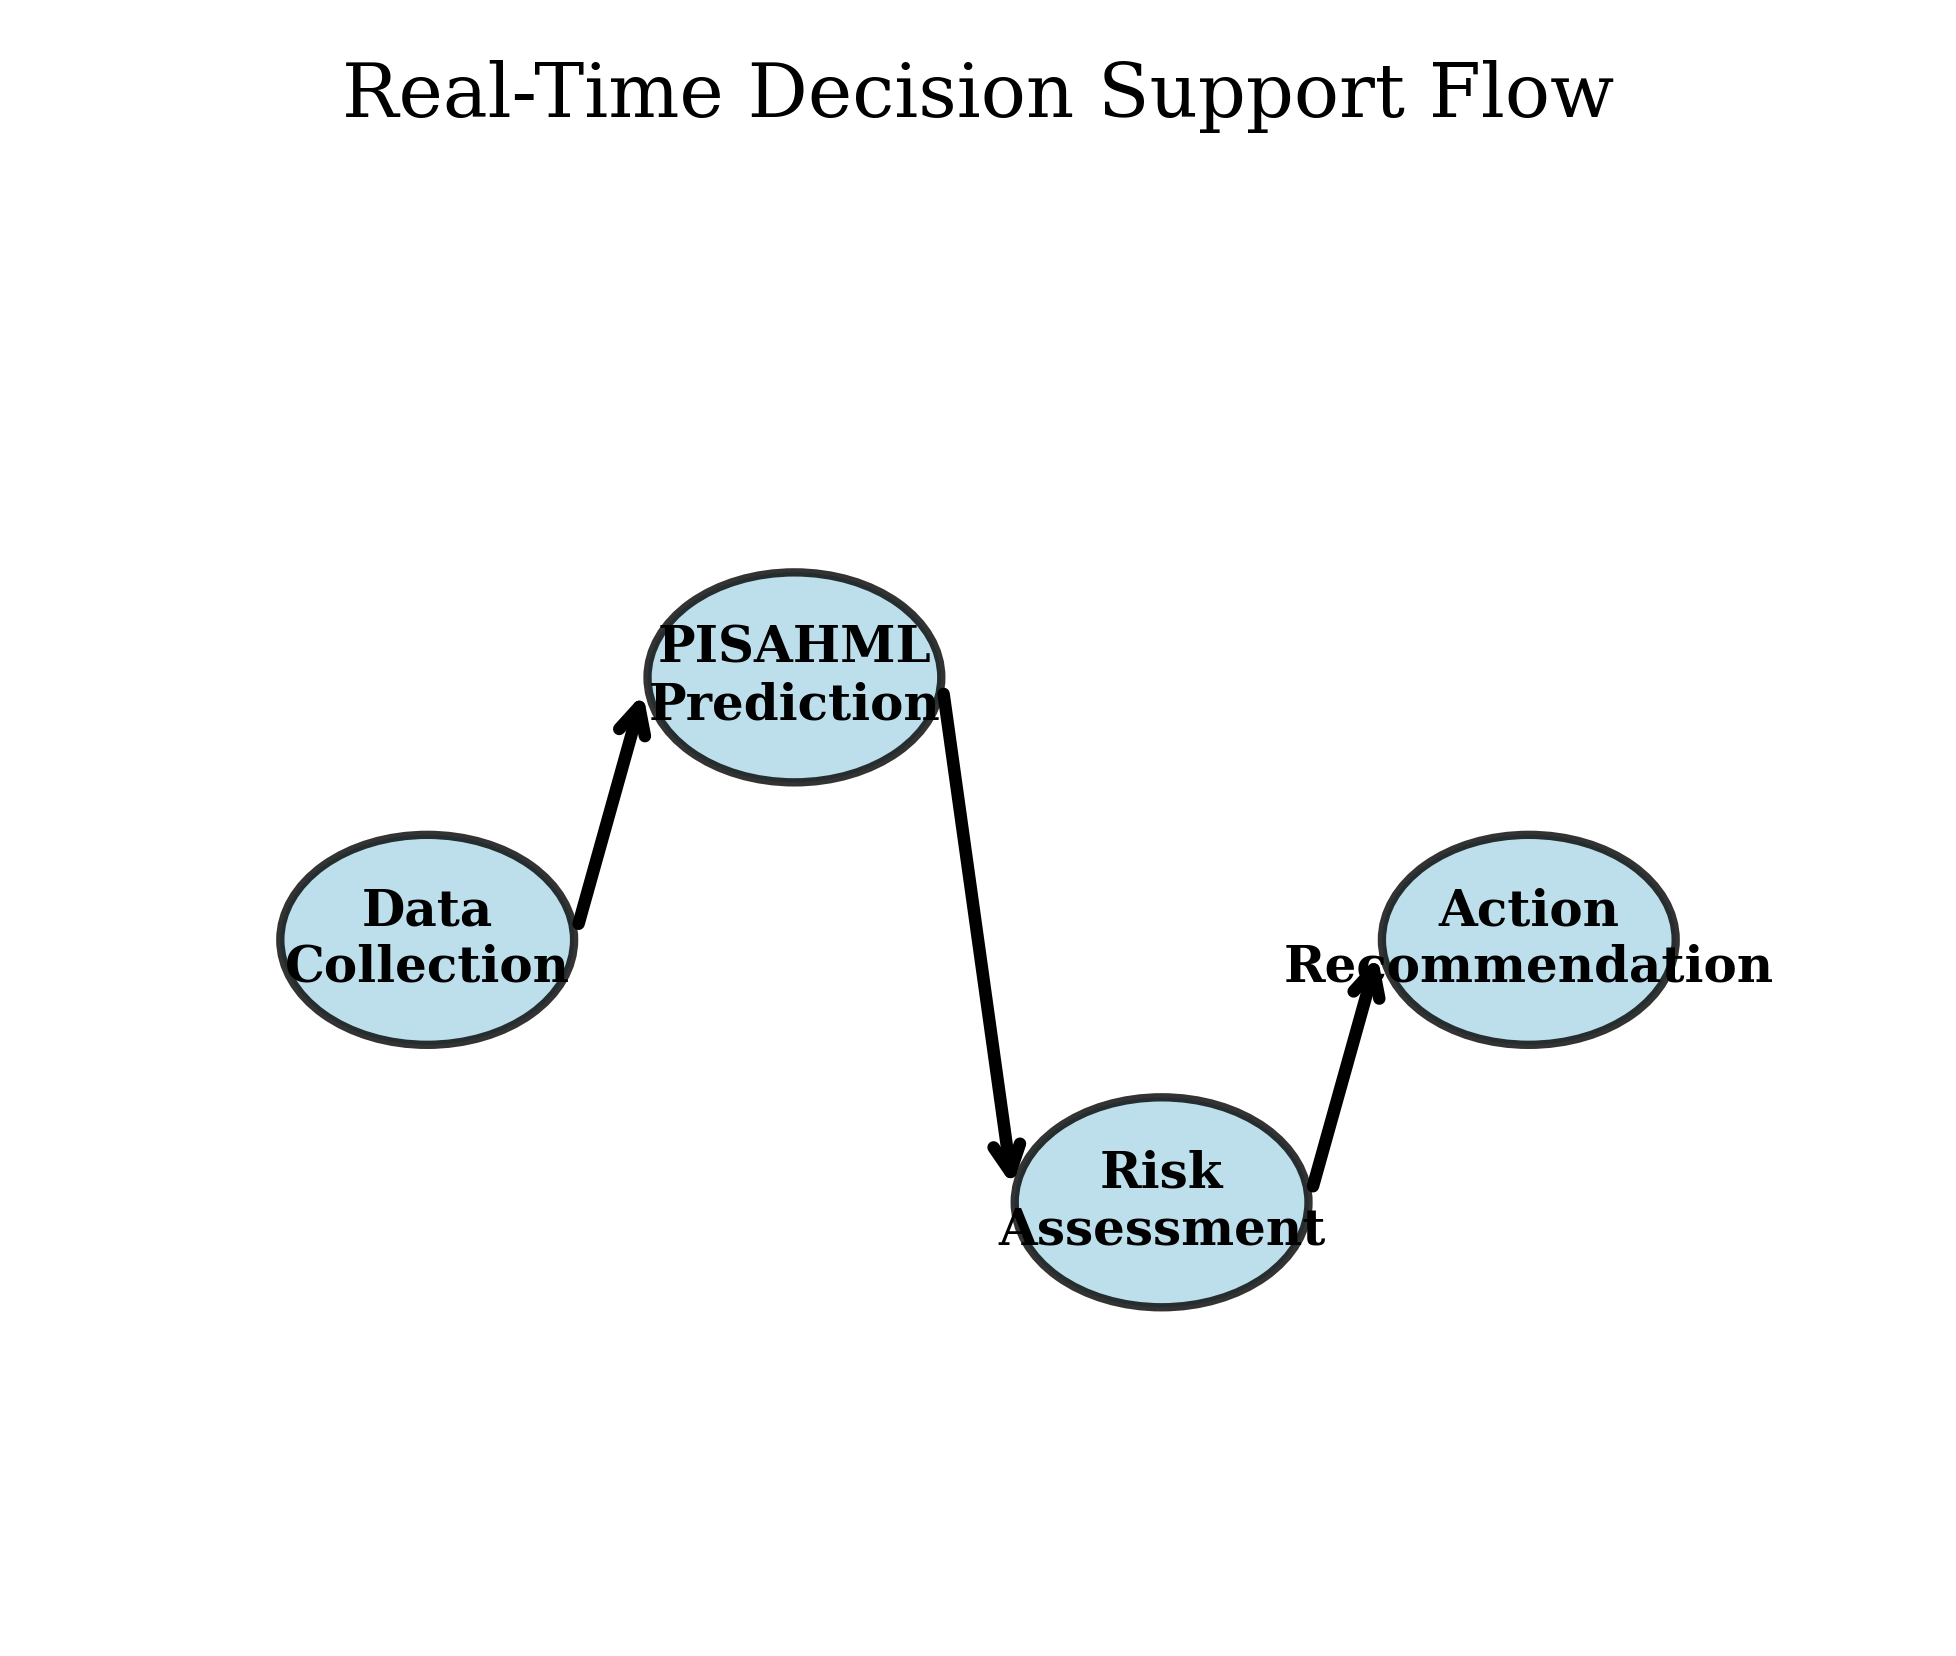 Real-Time Decision Support Flow
PISAHML
Prediction
Data
Collection
Action
Recommendation
Risk
Assessment